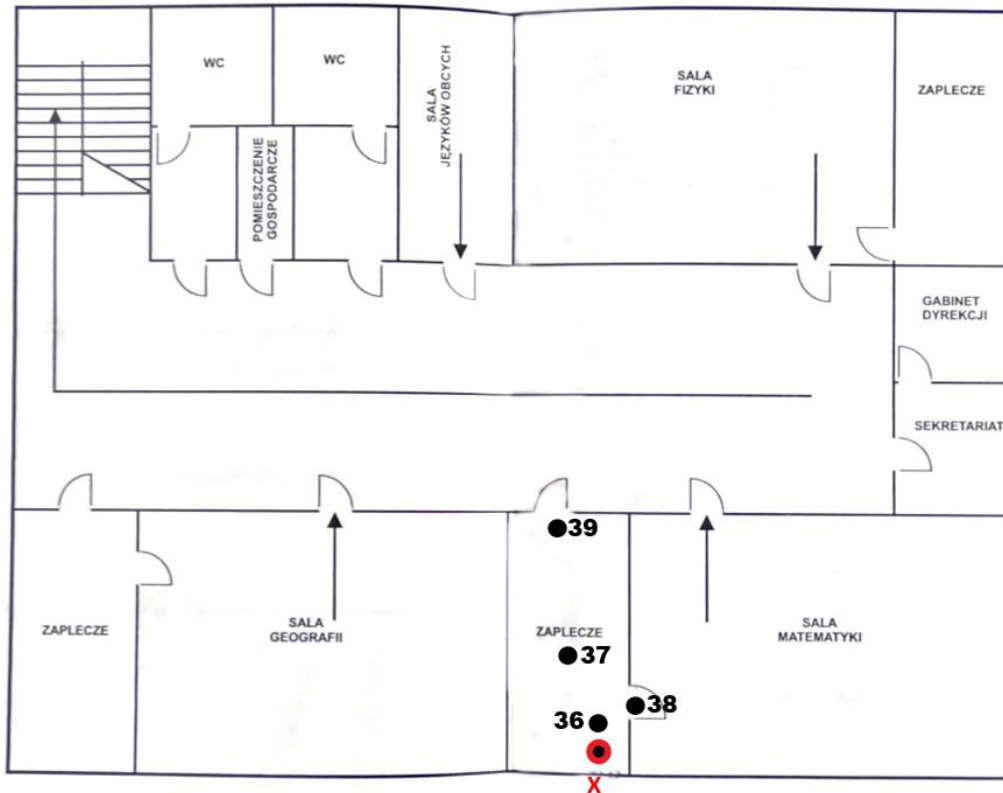 WC
WC
SALA
JĘZYKÓW OBCYCH
SALA
FIZYKI
ZAPLECZE
POMIESZCZENIE
GOSPODARCZE
GABINET
DYREKCJI
SEKRETARIAT
39
ZAPLECZE
SALA
GEOGRAFII
ZAPLECZE
SALA
MATEMATYKI
37
38
36
X